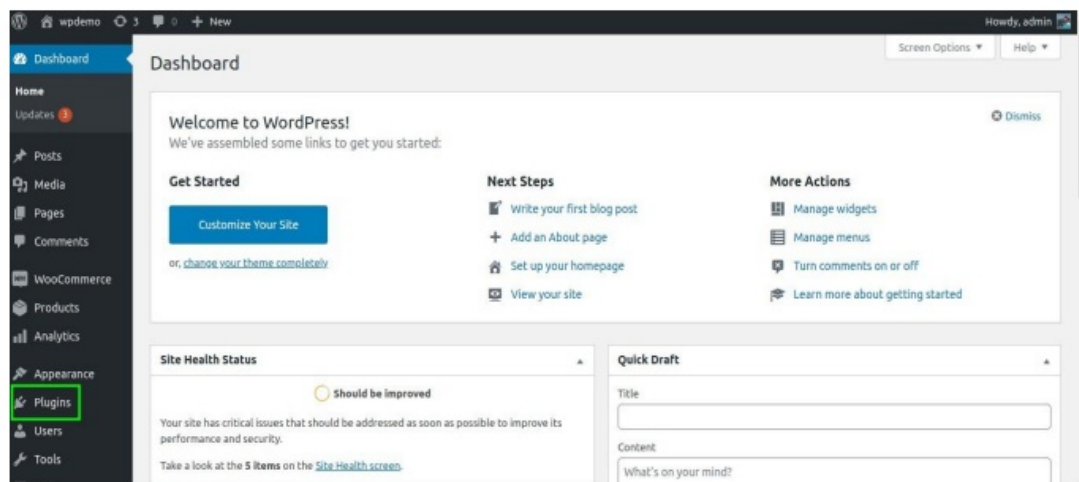 wpdemo 3 0 + New Howdy, admin
Dashboard
Home
Updates 3
Posts
Media
Pages
Comments
WooCommerce
Products
Analytics
Appearance
Plugins
Users
Tools
Screen Options ▼ Help ▼
Dashboard
Welcome to WordPress!
We've assembled some links to get you started:
Dismiss
Get Started
Customize Your Site
or, change your theme completely
Next Steps
Write your first blog post
+ Add an About page
Set up your homepage
View your site
More Actions
Manage widgets
Manage menus
Turn comments on or off
Learn more about getting started
Site Health Status
Should be improved
Your site has critical issues that should be addressed as soon as possible to improve its
performance and security.
Take a look at the 5 items on the Site Health screen.
Quick Draft
Title
Content
What's on your mind?